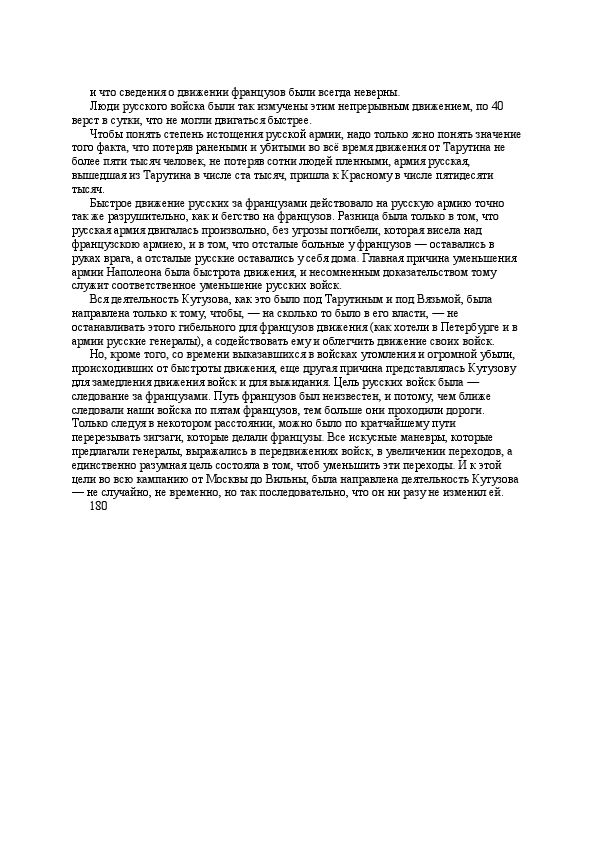 и что сведения о движении французов были всегда неверны.
Люди русского войска были так измучены этим непрерывным движением, по 40
верст в сутки, что не могли двигаться быстрее.
Чтобы понять степень истощения русской армии, надо только ясно понять значение
того факта, что потеряв ранеными и убитыми во всё время движения от Тарутина не
более пяти тысяч человек, не потеряв сотни людей пленными, армия русская,
вышедшая из Тарутина в числе ста тысяч, пришла к Красному в числе пятидесяти
тысяч.
Быстрое движение русских за французами действовало на русскую армию точно
так же разрушительно, как и бегство на французов. Разница была только в том, что
русская армия двигалась произвольно, без угрозы погибели, которая висела над
французскою армиею, и в том, что отсталые больные у французов — оставались в
руках врага, а отсталые русские оставались у себя дома. Главная причина уменьшения
армии Наполеона была быстрота движения, и несомненным доказательством тому
служит соответственное уменьшение русских войск.
Вся деятельность Кутузова, как это было под Тарутиным и под Вязьмой, была
направлена только к тому, чтобы, — на сколько то было в его власти, — не
останавливать этого гибельного для французов движения (как хотели в Петербурге и в
армии русские генералы), а содействовать ему и облегчить движение своих войск.
Но, кроме того, со времени выказавшихся в войсках утомления и огромной убыли,
происходивших от быстроты движения, еще другая причина представлялась Кутузову
для замедления движения войск и для выжидания. Цель русских войск была —
следование за французами. Путь французов был неизвестен, и потому, чем ближе
следовали наши войска по пятам французов, тем больше они проходили дороги.
Только следуя в некотором расстоянии, можно было по кратчайшему пути
перерезывать зигзаги, которые делали французы. Все искусные маневры, которые
предлагали генералы, выражались в передвижениях войск, в увеличении переходов, а
единственно разумная цель состояла в том, чтоб уменьшить эти переходы. И к этой
цели во всю кампанию от Москвы до Вильны, была направлена деятельность Кутузова
— не случайно, не временно, но так последовательно, что он ни разу не изменил ей.
180